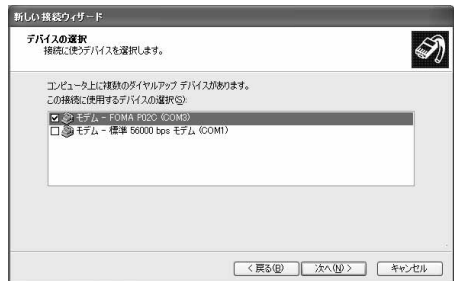 新しい接続ウィザード
デバイスの選択
接続に使うデバイスを選択します。
コンピュータ上に複数のダイヤルアップ デバイスがあります。
この接続に使用するデバイスの選択(S):
モデム - FOMA P02C (COM3)
モデム - 標準 56000 bps モデム (COM1)
< 戻る(B)
次へ(N) >
キャンセル